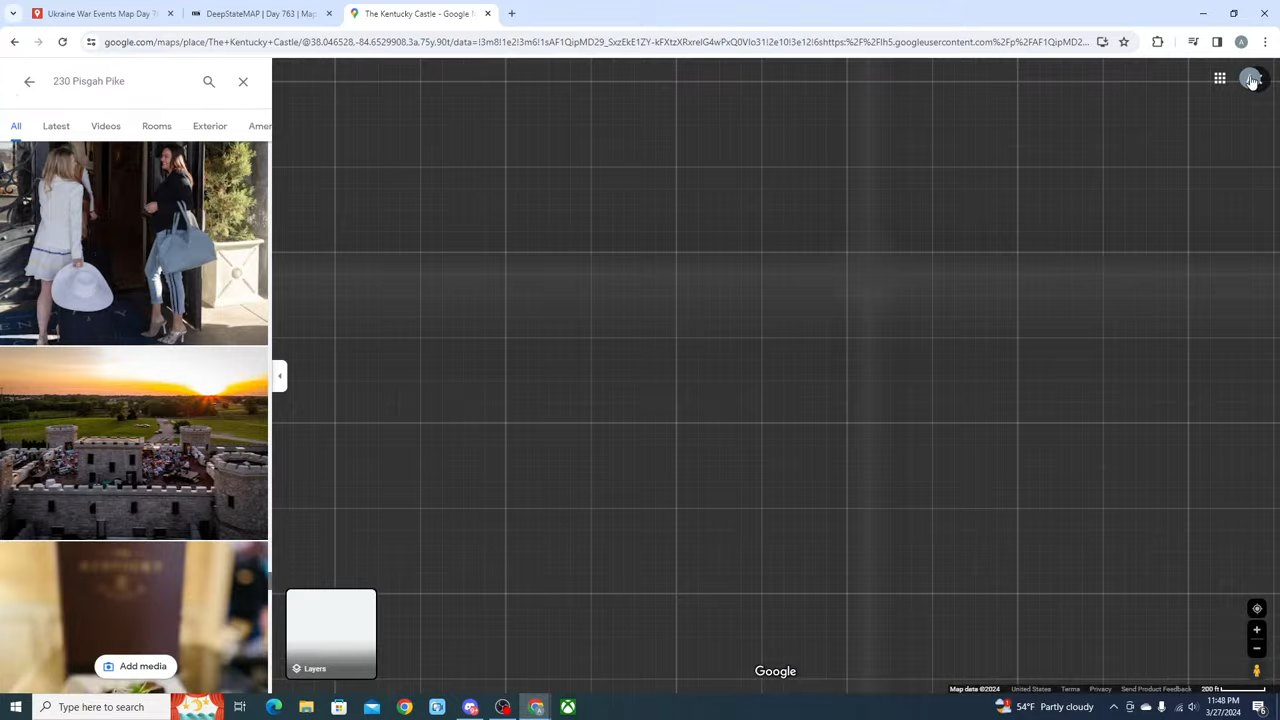 Ukraine War Events Map Day 7
DeepStateMAP | Day 763 | Map
The Kentucky Castle - Google M
google.com/maps/place/The+Kentucky+Castle/@38.046528,-84.6529908,3a,75y,90t/
230 Pisgah Pike
All Latest Videos Rooms Exterior Amer
Add media
Layers
Google
Map data ©2024 United States Terms Privacy Send Product Feedback 200 ft
Type here to search
54°F Partly cloudy
11:48 PM
3/27/2024